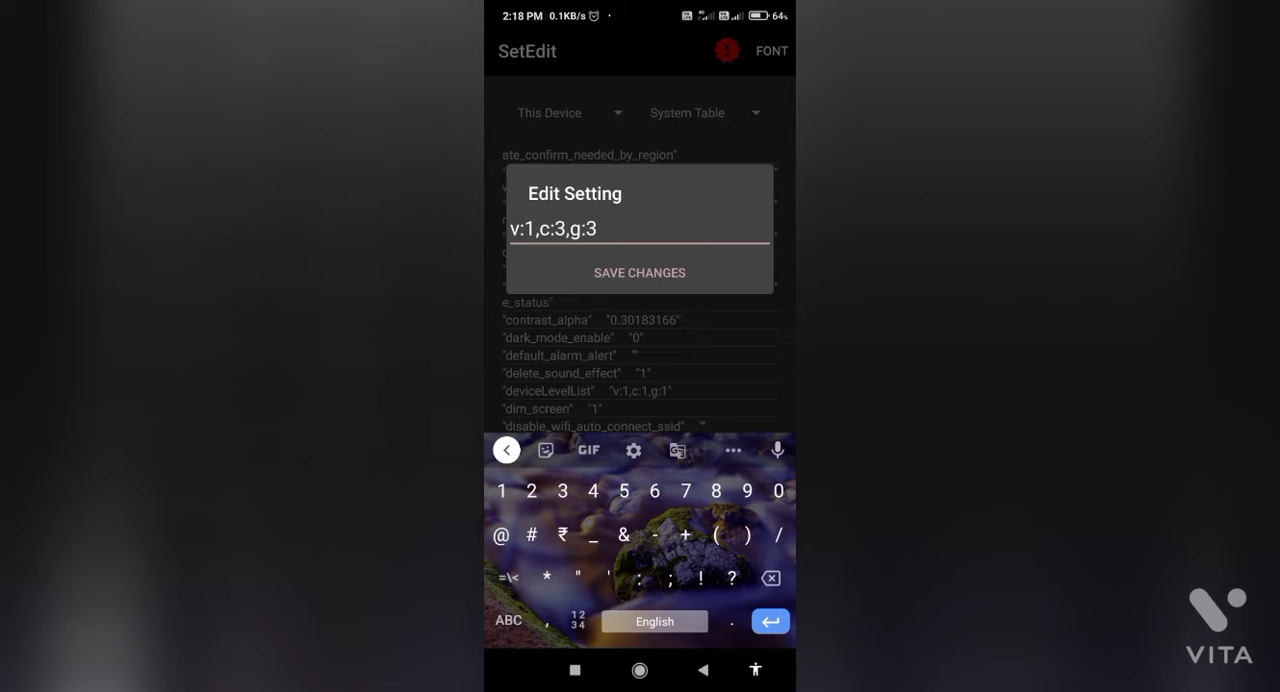 2:18 PM 0.1KB/s
64%
SetEdit
FONT
This Device
System Table
ate_confirm_needed_by_region"
Edit Setting
v:1,c:3,g:3
SAVE CHANGES
e_status"
"contrast_alpha" "0.30183166"
"dark_mode_enable" "0"
"default_alarm_alert" ""
"delete_sound_effect" "1"
"deviceLevelList" "v:1,c:1,g:1"
"dim_screen" "1"
"disable_wifi_auto_connect_ssid" ""
GIF
1 2 3 4 5 6 7 8 9 0
@ # ₹ _ & - + ( ) /
=\< * " ' : ; ! ?
ABC , 12 34 English .
VITA